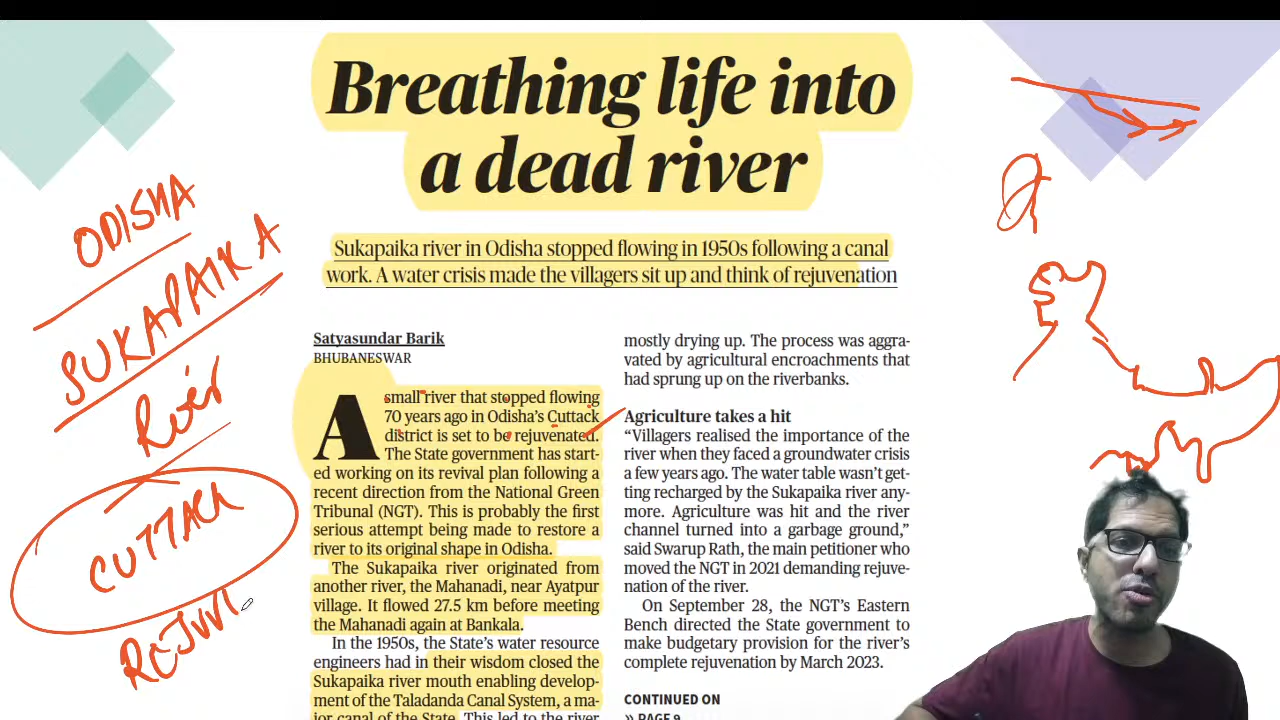 Breathing life into
a dead river
Sukapaika river in Odisha stopped flowing in 1950s following a canal
work. A water crisis made the villagers sit up and think of rejuvenation
Satyasundar Barik
BHUBANESWAR
A small river that stopped flowing
70 years ago in Odisha's Cuttack
district is set to be rejuvenated.
The State government has start-
ed working on its revival plan following a
recent direction from the National Green
Tribunal (NGT). This is probably the first
serious attempt being made to restore a
river to its original shape in Odisha.
The Sukapaika river originated from
another river, the Mahanadi, near Ayatpur
village. It flowed 27.5 km before meeting
the Mahanadi again at Bankala.
In the 1950s, the State's water resource
engineers had in their wisdom closed the
Sukapaika river mouth enabling develop-
ment of the Taladanda Canal System, a ma-
jor canal of the State. This led to the river
mostly drying up. The process was aggra-
vated by agricultural encroachments that
had sprung up on the riverbanks.
Agriculture takes a hit
“Villagers realised the importance of the
river when they faced a groundwater crisis
a few years ago. The water table wasn't get-
ting recharged by the Sukapaika river any-
more. Agriculture was hit and the river
channel turned into a garbage ground,”
said Swarup Rath, the main petitioner who
moved the NGT in 2021 demanding rejuve-
nation of the river.
On September 28, the NGT's Eastern
Bench directed the State government to
make budgetary provision for the river's
complete rejuvenation by March 2023.
CONTINUED ON
» PAGE 9
ODISHA
SUKAPAIKA
River
CUTTACK